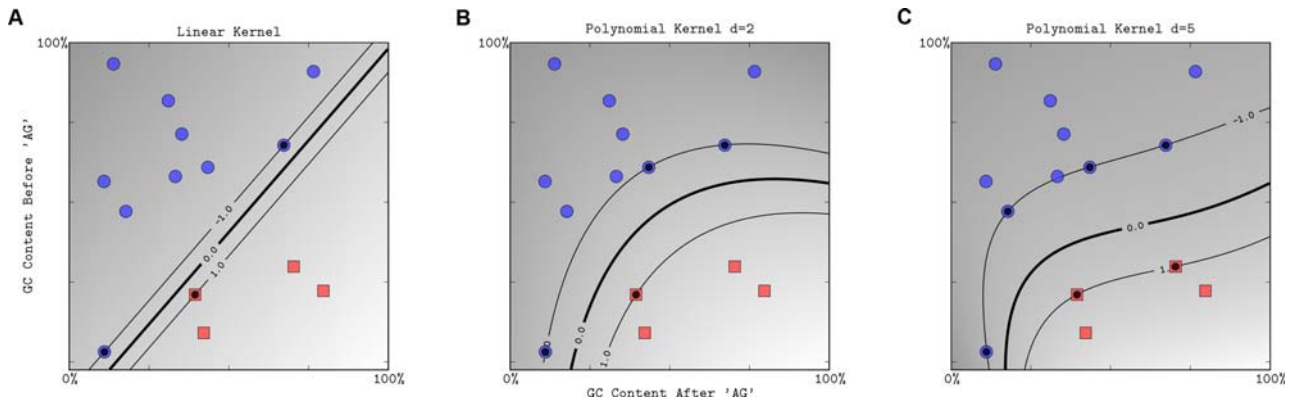 A
B
C
Linear Kernel
Polynomial Kernel d=2
Polynomial Kernel d=5
100%
100%
100%
GC Content Before 'AG'
-1.0
0.0
1.0
0.0
1.0
-1.0
0.0
0%
100%
0%
100%
0%
100%
GC Content After 'AG'